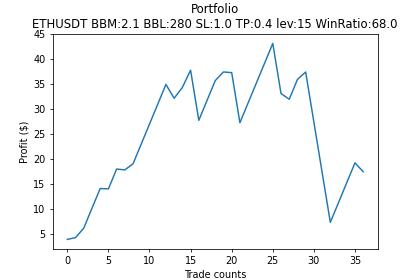 Portfolio
ETHUSDT BBM:2.1 BBL:280 SL:1.0 TP:0.4 lev:15 WinRatio:68.0
45
40
35
30
25
20
15
10
5
Profit ($)
0 5 10 15 20 25 30 35
Trade counts